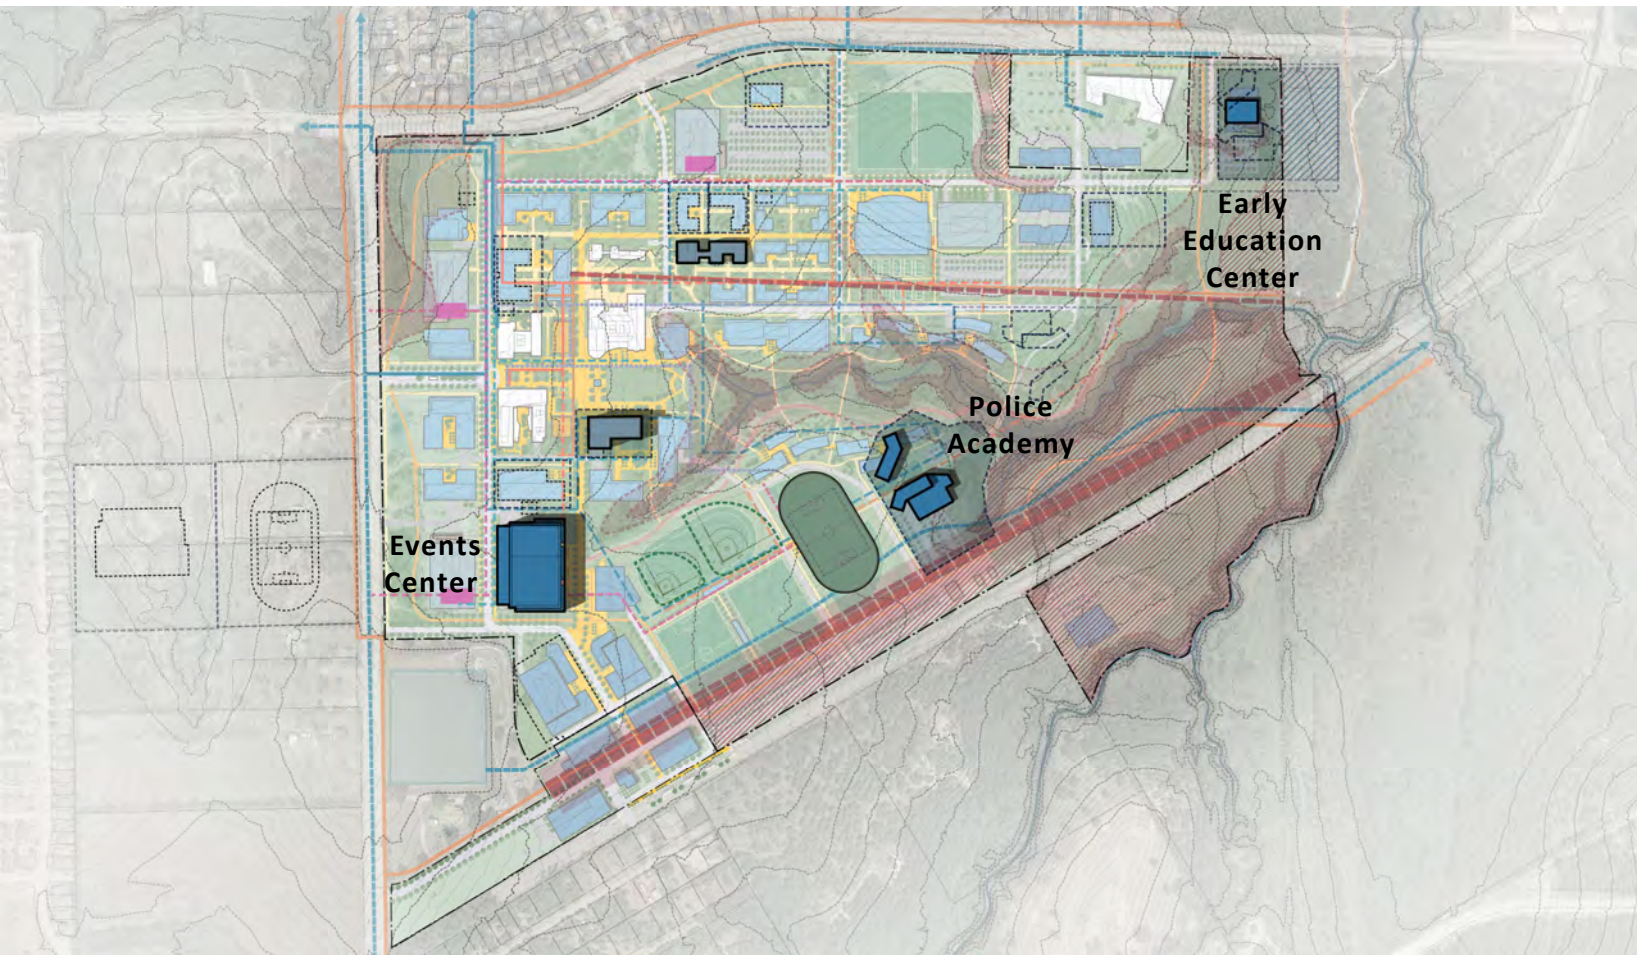 Early
Education
Center
Police
Academy
Events
Center